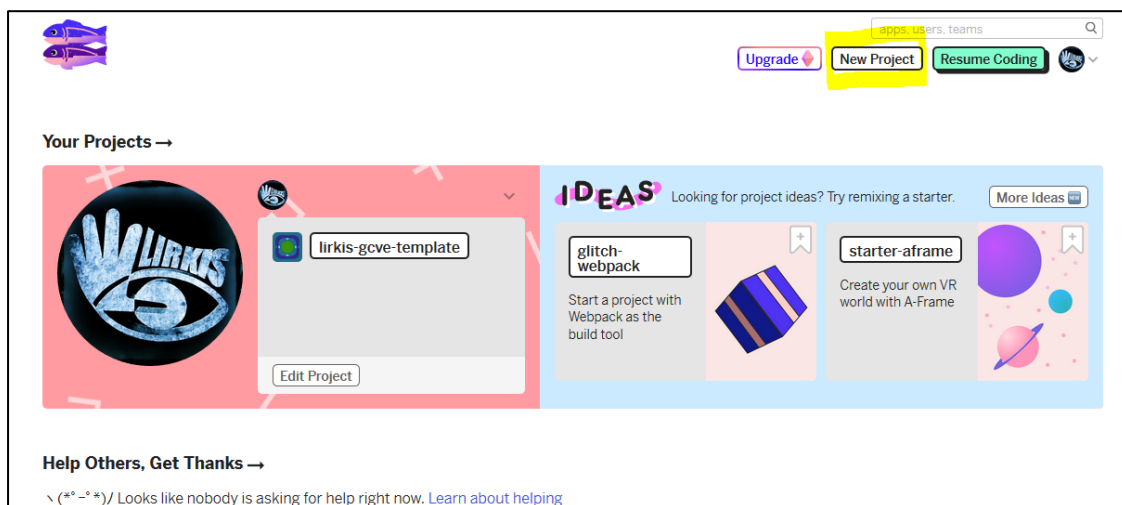 apps, users, teams
Upgrade
New Project
Resume Coding
Your Projects →
LIRKIS
lirkis-gcve-template
Edit Project
IDEAS
Looking for project ideas? Try remixing a starter.
More Ideas
glitch-
webpack
Start a project with
Webpack as the
build tool
starter-aframe
Create your own VR
world with A-Frame
Help Others, Get Thanks →
ヽ(*°-°*)ﾉ Looks like nobody is asking for help right now. Learn about helping